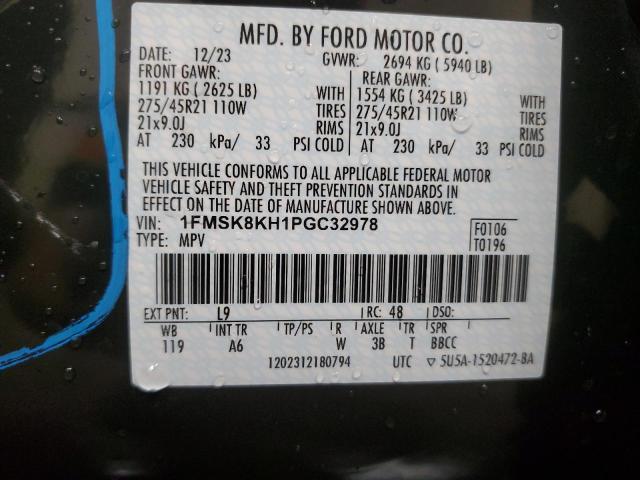 MFD. BY FORD MOTOR CO.
DATE: 12/23 GVWR: 2694 KG ( 5940 LB)
FRONT GAWR: REAR GAWR:
1191 KG ( 2625 LB) WITH 1554 KG ( 3425 LB) WITH
275/45R21 110W TIRES 275/45R21 110W TIRES
21x9.0J RIMS 21x9.0J RIMS
AT 230 kPa/ 33 PSI COLD AT 230 kPa/ 33 PSI COLD
THIS VEHICLE CONFORMS TO ALL APPLICABLE FEDERAL MOTOR
VEHICLE SAFETY AND THEFT PREVENTION STANDARDS IN
EFFECT ON THE DATE OF MANUFACTURE SHOWN ABOVE.
VIN: 1FMSK8KH1PGC32978 F0106
TYPE: MPV T0196
EXT PNT: L9 RC: 48 DSO:
WB INT TR TP/PS R AXLE TR SPR
119 A6 W 3B T BBCC
1202312180794 UTC ▽ 5U5A-1520472-BA